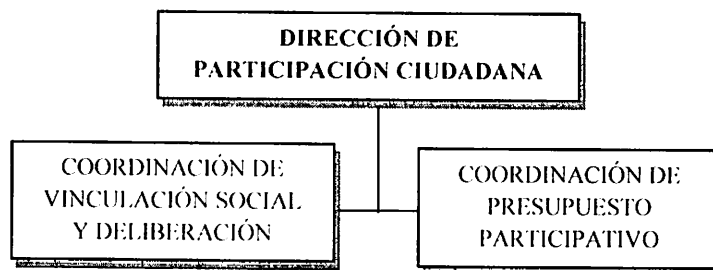 DIRECCIÓN DE
PARTICIPACIÓN CIUDADANA
COORDINACIÓN DE
VINCULACIÓN SOCIAL
Y DELIBERACIÓN
COORDINACIÓN DE
PRESUPUESTO
PARTICIPATIVO